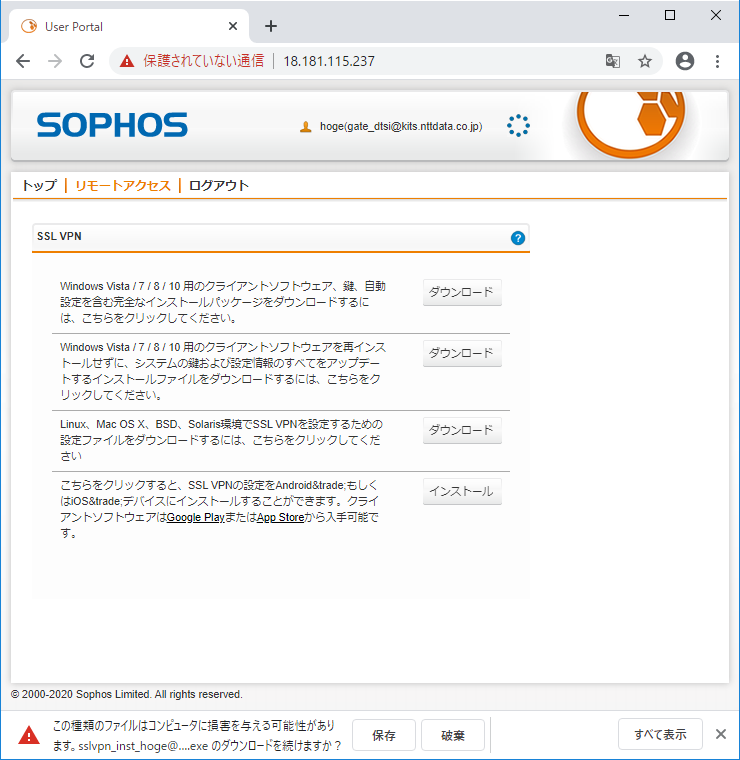 User Portal
保護されていない通信
18.181.115.237
SOPHOS
hoge(gate_dtsi@kits.nttdata.co.jp)
トップ | リモートアクセス | ログアウト
SSL VPN
?
Windows Vista / 7 / 8 / 10 用のクライアントソフトウェア、鍵、自動
設定を含む完全なインストールパッケージをダウンロードするに
は、こちらをクリックしてください。
ダウンロード
Windows Vista / 7 / 8 / 10 用のクライアントソフトウェアを再インス
トールせずに、システムの鍵および設定情報のすべてをアップデー
トするインストールファイルをダウンロードするには、こちらをク
リックしてください。
ダウンロード
Linux、Mac OS X、BSD、Solaris環境でSSL VPNを設定するための
設定ファイルをダウンロードするには、こちらをクリックしてくだ
さい
ダウンロード
こちらをクリックすると、SSL VPNの設定をAndroid&trade;もしく
はiOS&trade;デバイスにインストールすることができます。クライ
アントソフトウェアはGoogle PlayまたはApp Storeから入手可能で
す。
インストール
© 2000-2020 Sophos Limited. All rights reserved.
この種類のファイルはコンピュータに損害を与える可能性があり
ます。sslvpn_inst_hoge@....exe のダウンロードを続けますか？
保存
破棄
すべて表示